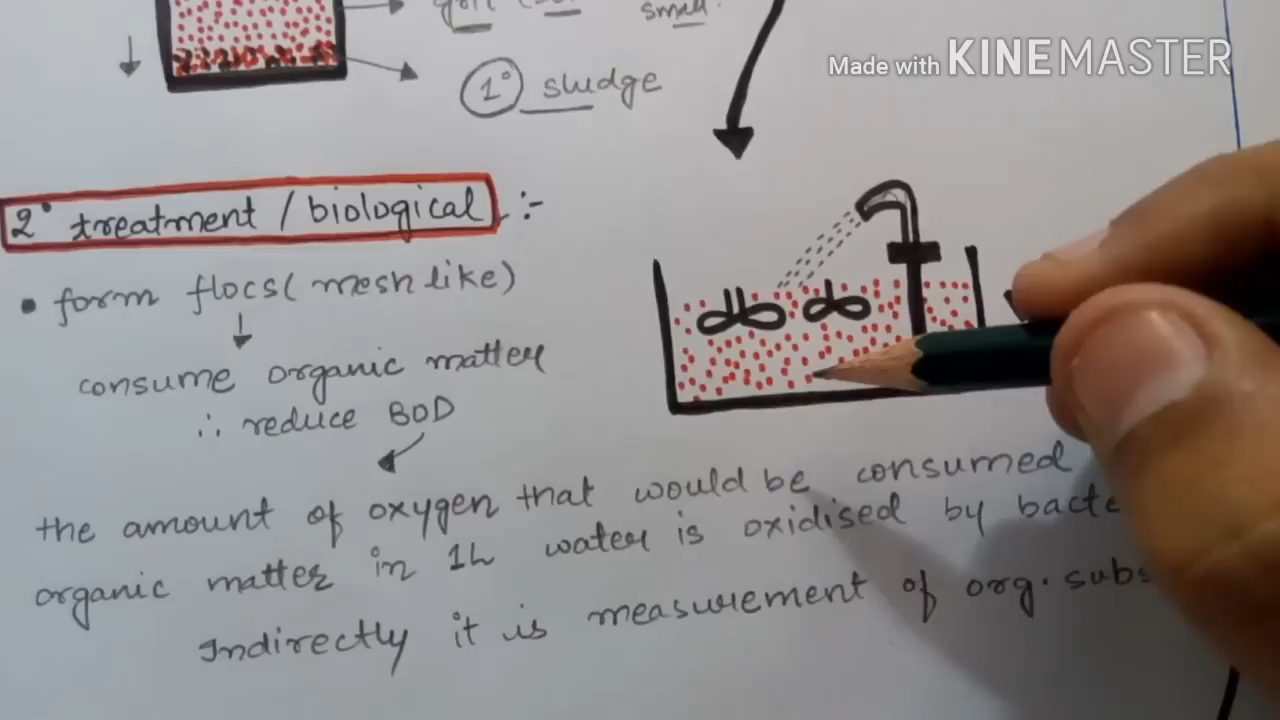 small.
Made with KINEMASTER
1° sludge
2° treatment / biological :-
• form flocs (mesh like)
↓
consume organic matter
∴ reduce BOD
the amount of oxygen that would be consumed
organic matter in 1L water is oxidised by bacte
Indirectly it is measurement of org. subs